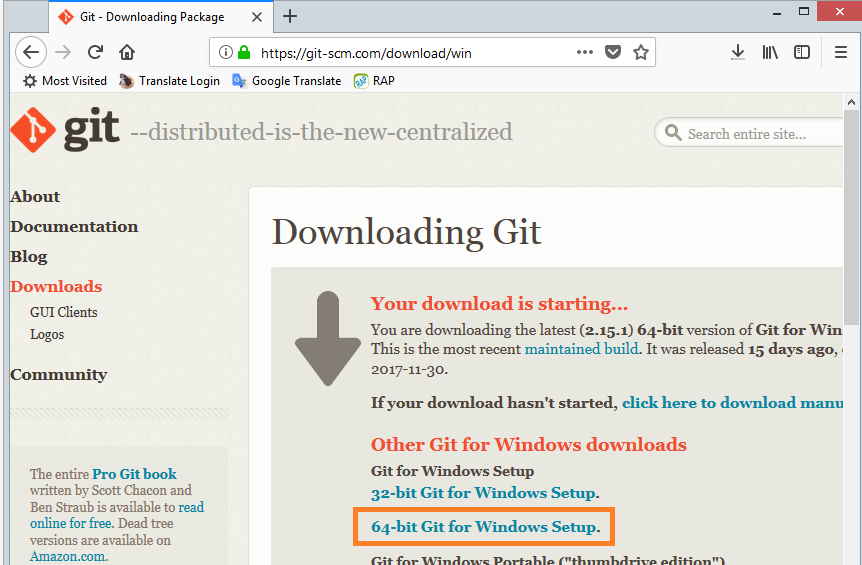 Git - Downloading Package
https://git-scm.com/download/win
Most Visited Translate Login Google Translate RAP
git --distributed-is-the-new-centralized
Search entire site...
About
Documentation
Blog
Downloads
GUI Clients
Logos
Community
The entire Pro Git book
written by Scott Chacon and
Ben Straub is available to read
online for free. Dead tree
versions are available on
Amazon.com.
Downloading Git
Your download is starting...
You are downloading the latest (2.15.1) 64-bit version of Git for Win
This is the most recent maintained build. It was released 15 days ago,
2017-11-30.
If your download hasn't started, click here to download manu
Other Git for Windows downloads
Git for Windows Setup
32-bit Git for Windows Setup.
64-bit Git for Windows Setup.
Git for Windows Portable ("thumbdrive edition")